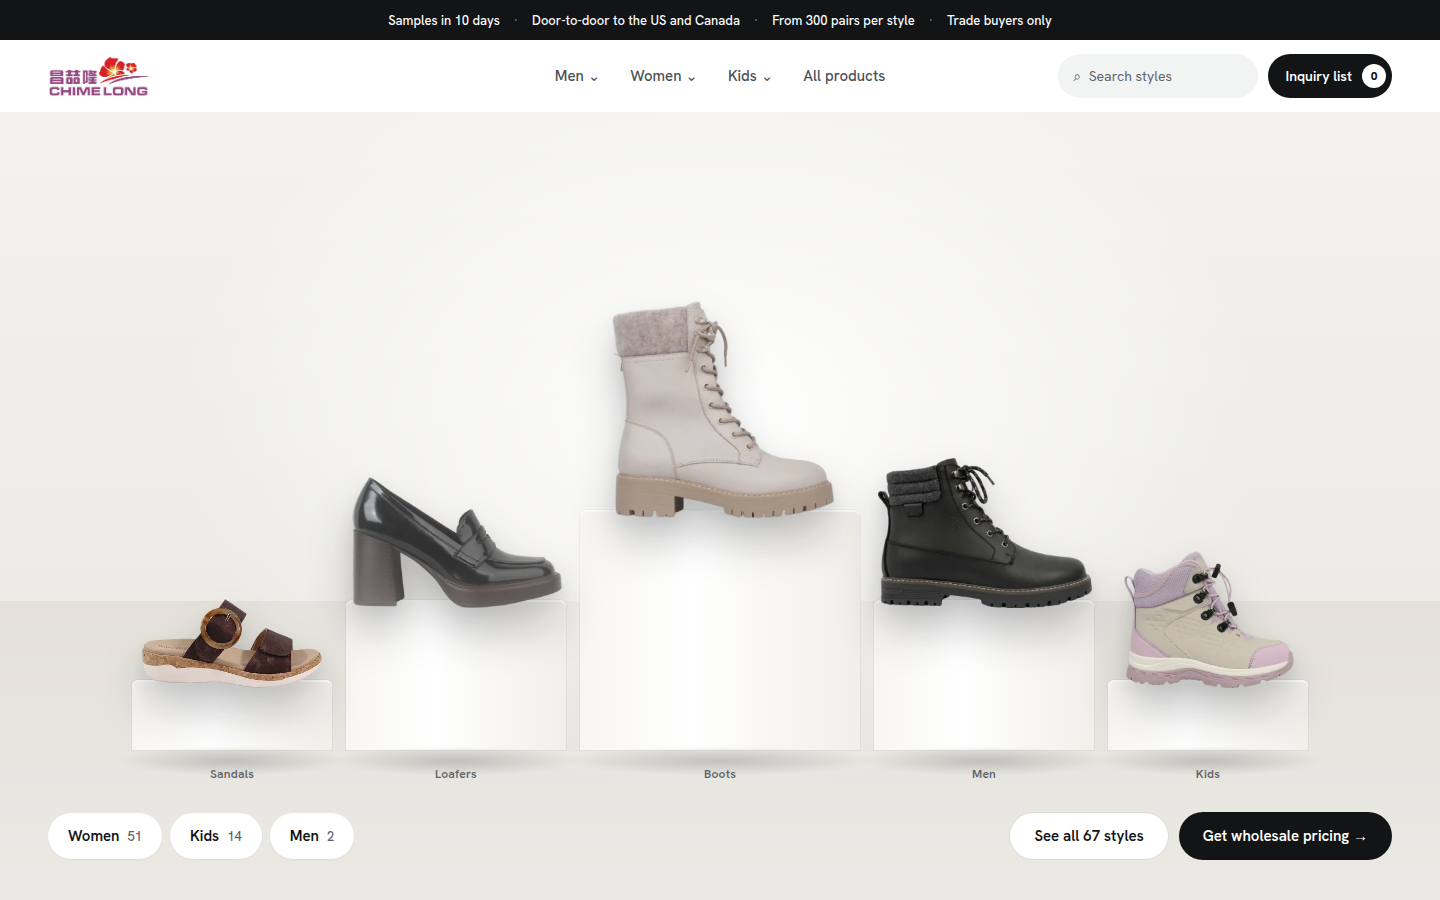 Samples in 10 days · Door-to-door to the US and Canada · From 300 pairs per style · Trade buyers only
昌喆隆
CHIMELONG
Men Women Kids All products
Search styles
Inquiry list 0
Sandals Loafers Boots Men Kids
Women 51 Kids 14 Men 2
See all 67 styles
Get wholesale pricing →